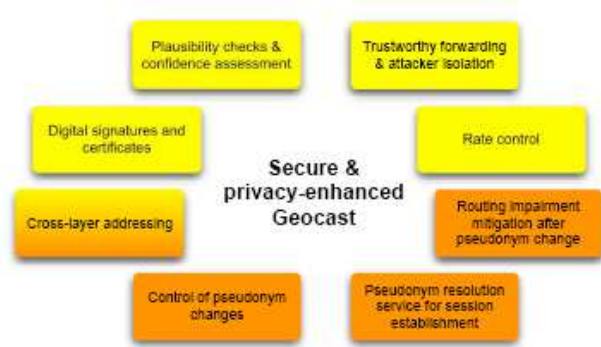 Plausibility checks &
confidence assessment
Trustworthy forwarding
& attacker isolation
Digital signatures and
certificates
Rate control
Secure &
privacy-enhanced
Geocast
Cross-layer addressing
Routing impairment
mitigation after
pseudonym change
Control of pseudonym
changes
Pseudonym resolution
service for session
establishment